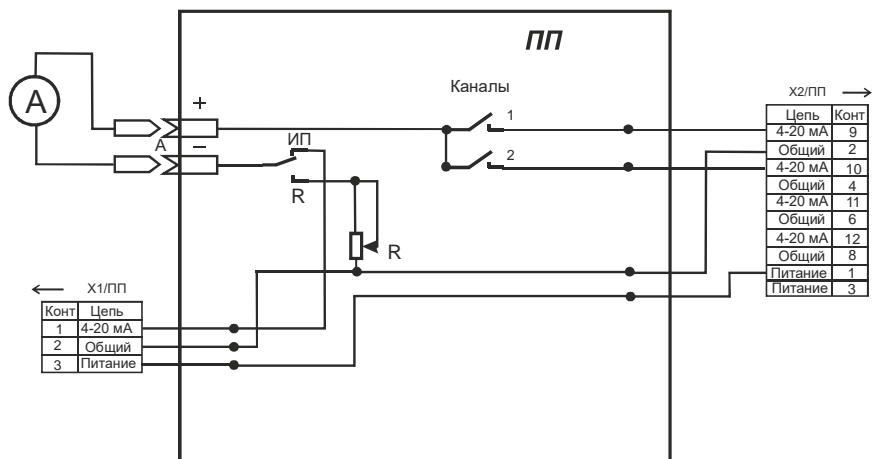 ПП
Каналы
X2/ПП
Цепь Конт
4-20 мА 9
Общий 2
4-20 мА 10
Общий 4
4-20 мА 11
Общий 6
4-20 мА 12
Общий 8
Питание 1
Питание 3
A
+
A
−
1
2
ИП
R
R
X1/ПП
Конт Цепь
1 4-20 мА
2 Общий
3 Питание